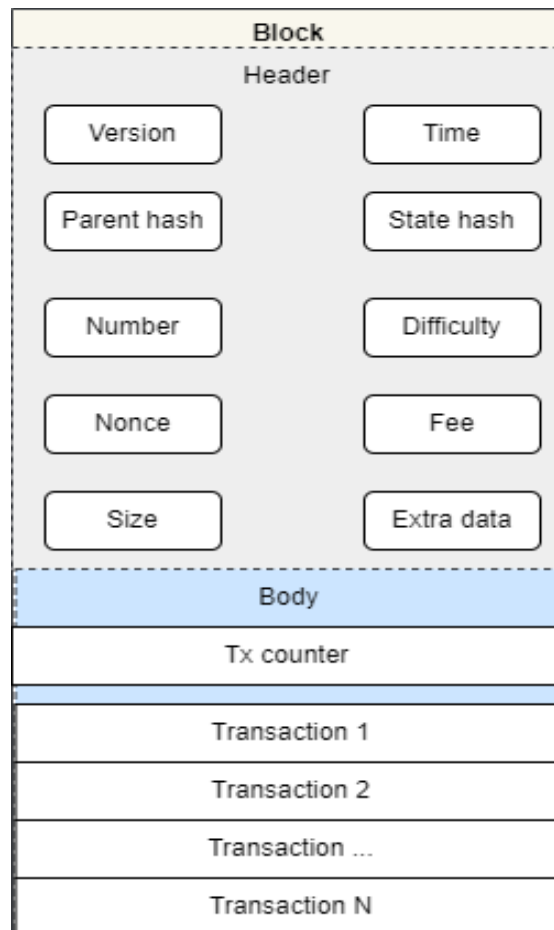 Block
Header
Version Time
Parent hash State hash
Number Difficulty
Nonce Fee
Size Extra data
Body
Tx counter
Transaction 1
Transaction 2
Transaction ...
Transaction N